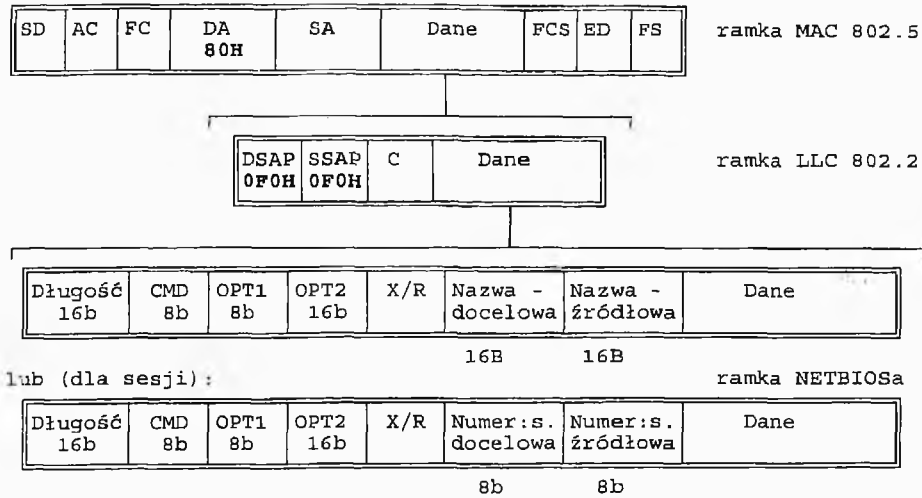 SD AC FC DA SA Dane FCS ED FS ramka MAC 802.5
80H
DSAP SSAP C Dane ramka LLC 802.2
0F0H 0F0H
Długość CMD OPT1 OPT2 X/R Nazwa - Nazwa - Dane
16b 8b 8b 16b docelowa źródłowa
16B 16B
lub (dla sesji): ramka NETBIOSa
Długość CMD OPT1 OPT2 X/R Numer:s. Numer:s. Dane
16b 8b 8b 16b docelowa źródłowa
8b 8b